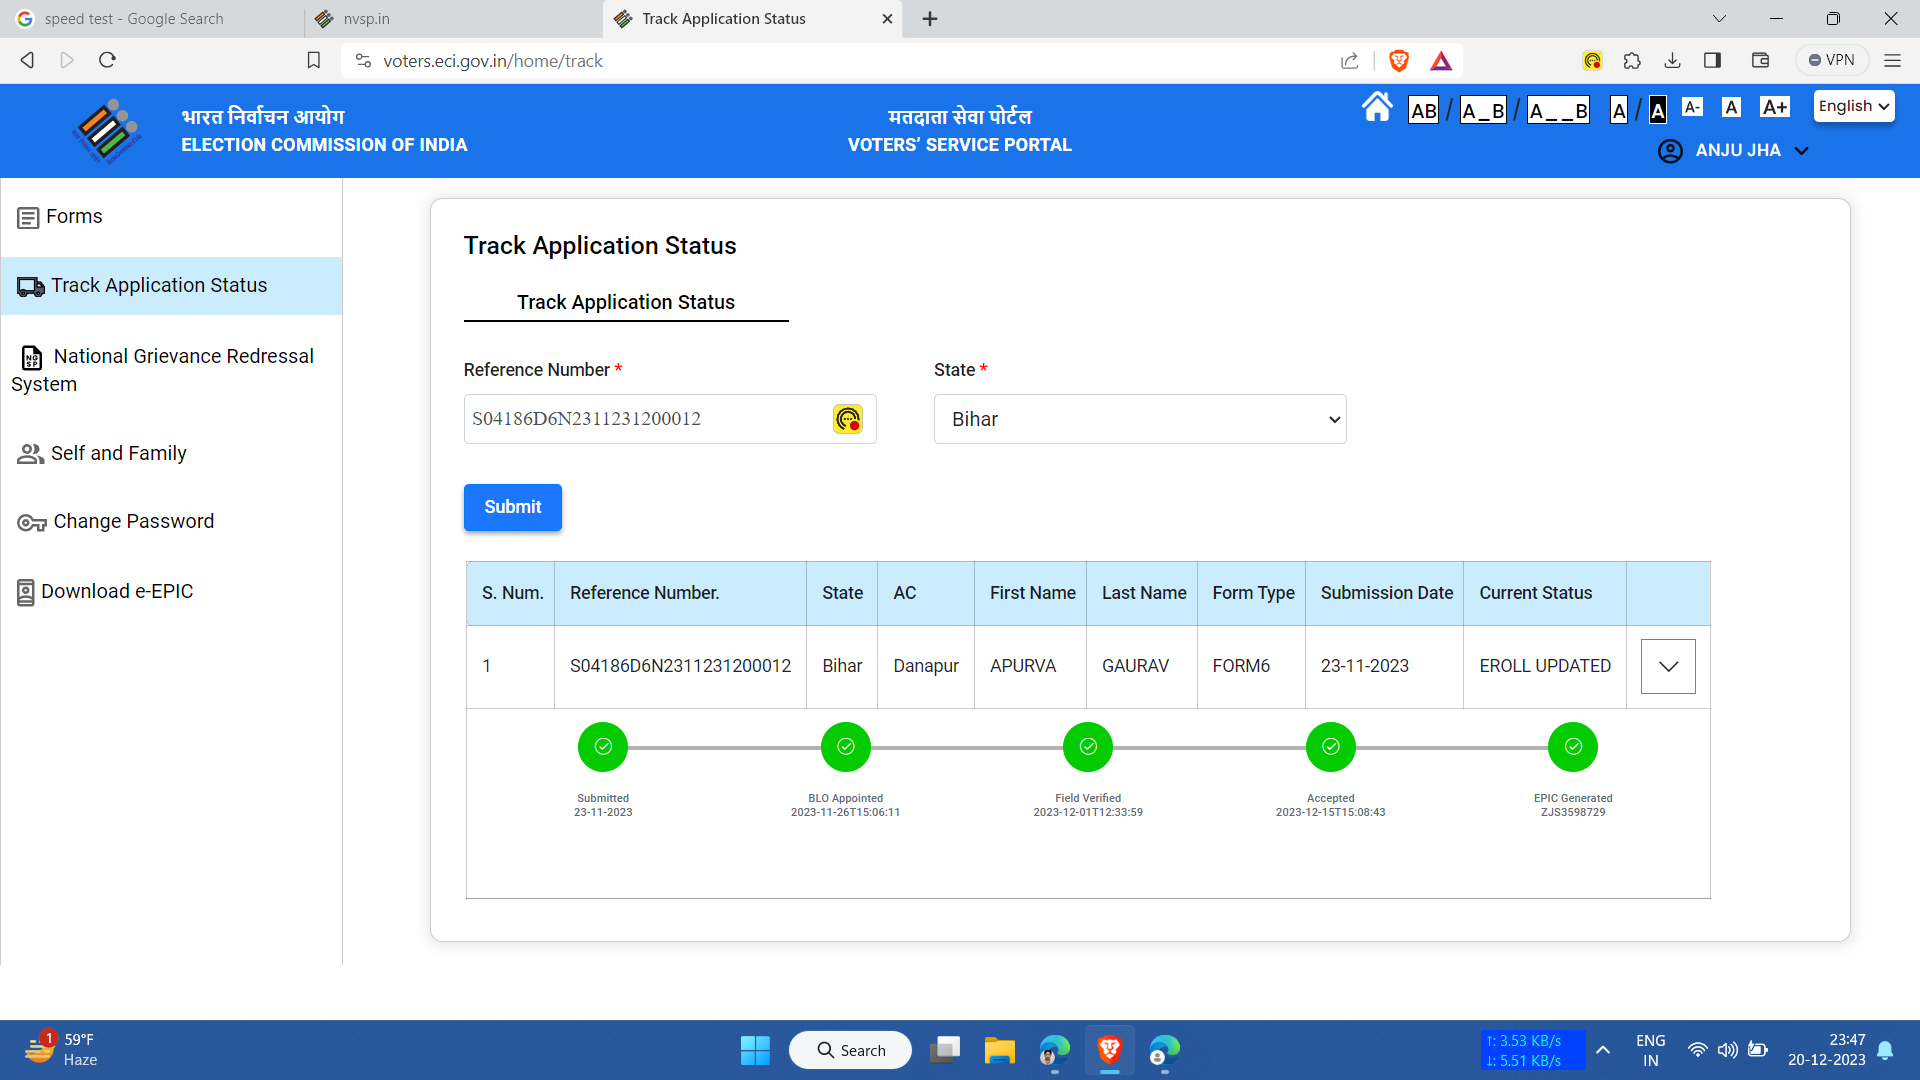 speed test - Google Search
nvsp.in
Track Application Status
voters.eci.gov.in/home/track
VPN
भारत निर्वाचन आयोग
ELECTION COMMISSION OF INDIA
मतदाता सेवा पोर्टल
VOTERS’ SERVICE PORTAL
AB / A_B / A__B A / A A- A A+
English
ANJU JHA
Forms
Track Application Status
National Grievance Redressal
System
Self and Family
Change Password
Download e-EPIC
Track Application Status
Track Application Status
Reference Number *
State *
S04186D6N2311231200012
Bihar
Submit
S. Num. Reference Number. State AC First Name Last Name Form Type Submission Date Current Status
1 S04186D6N2311231200012 Bihar Danapur APURVA GAURAV FORM6 23-11-2023 EROLL UPDATED
Submitted
23-11-2023
BLO Appointed
2023-11-26T15:06:11
Field Verified
2023-12-01T12:33:59
Accepted
2023-12-15T15:08:43
EPIC Generated
ZJS3598729
1
59°F
Haze
Search
↑: 3.53 KB/s
↓: 5.51 KB/s
ENG
IN
23:47
20-12-2023